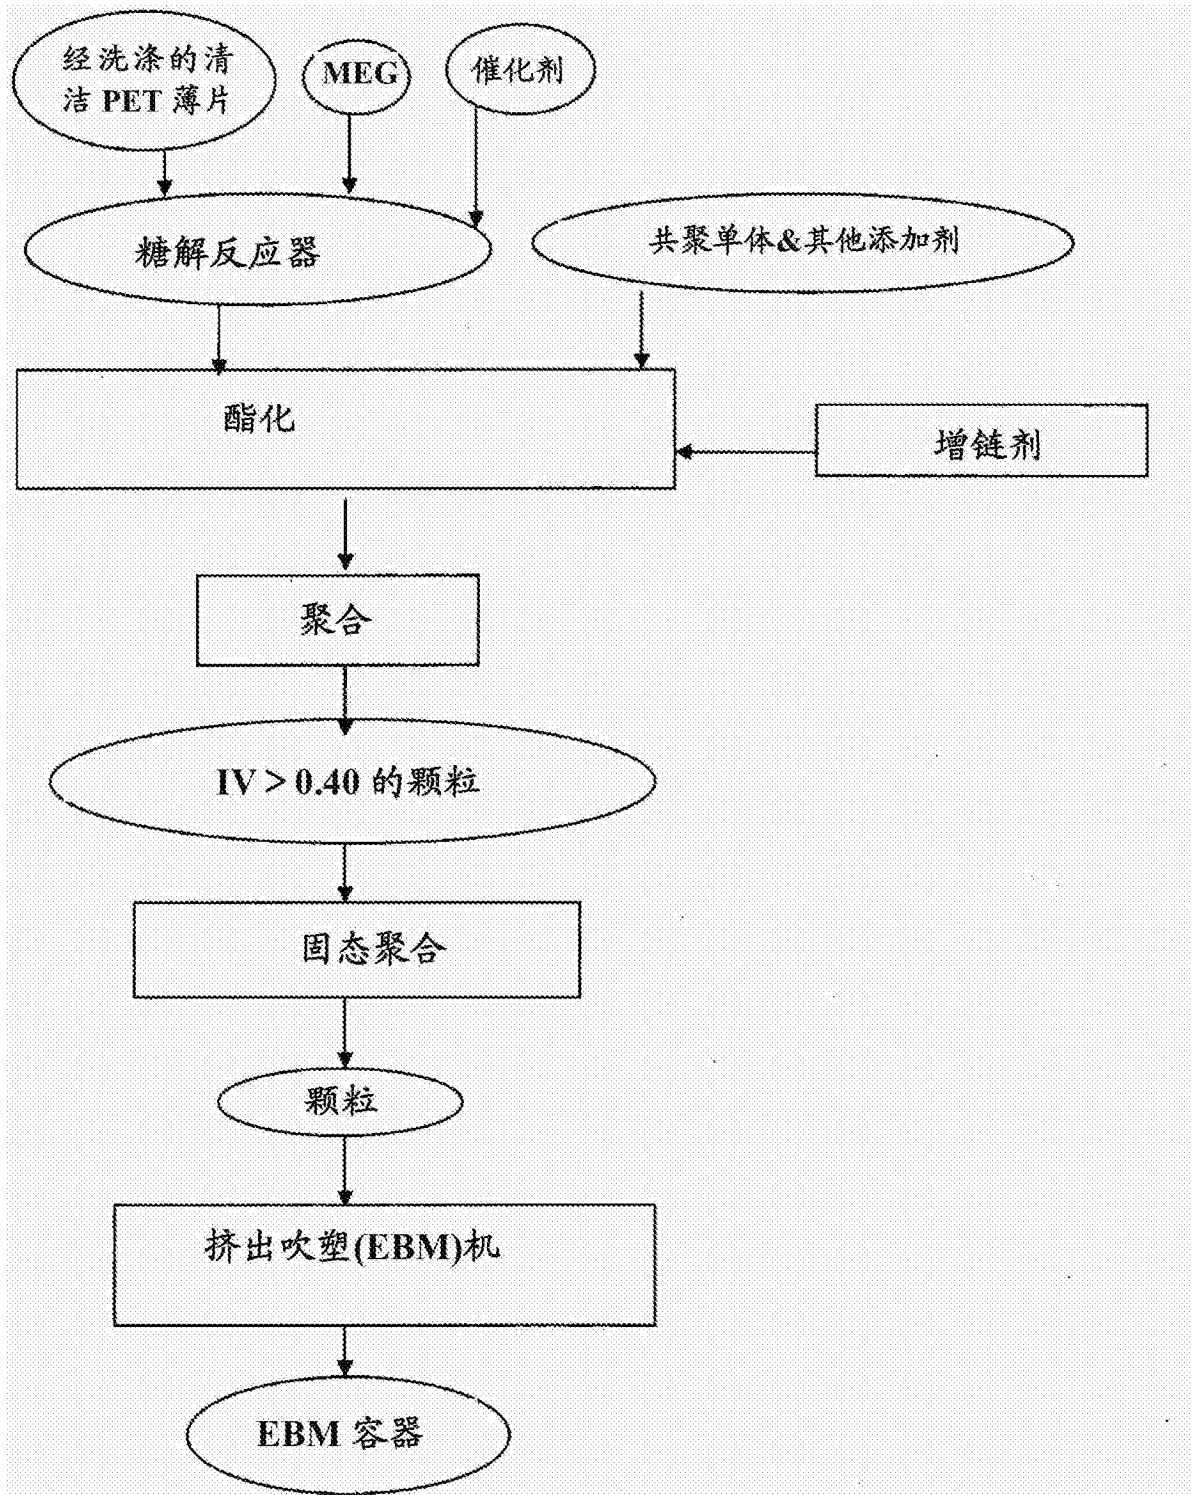 经洗涤的清
洁 PET 薄片
MEG
催化剂
糖解反应器
共聚单体&其他添加剂
酯化
增链剂
聚合
IV > 0.40 的颗粒
固态聚合
颗粒
挤出吹塑(EBM)机
EBM 容器